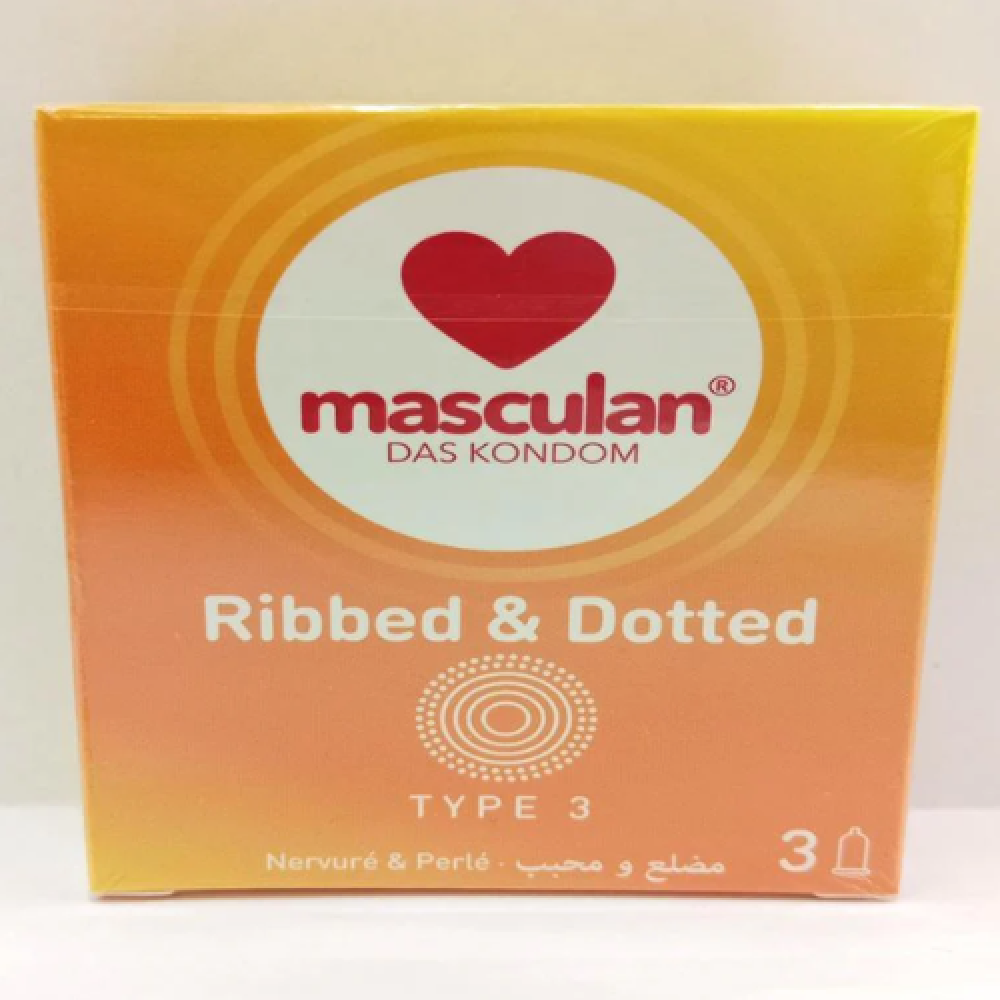 masculan®
DAS KONDOM
Ribbed & Dotted
TYPE 3
Nervuré & Perlé · مضلع و محبب
3